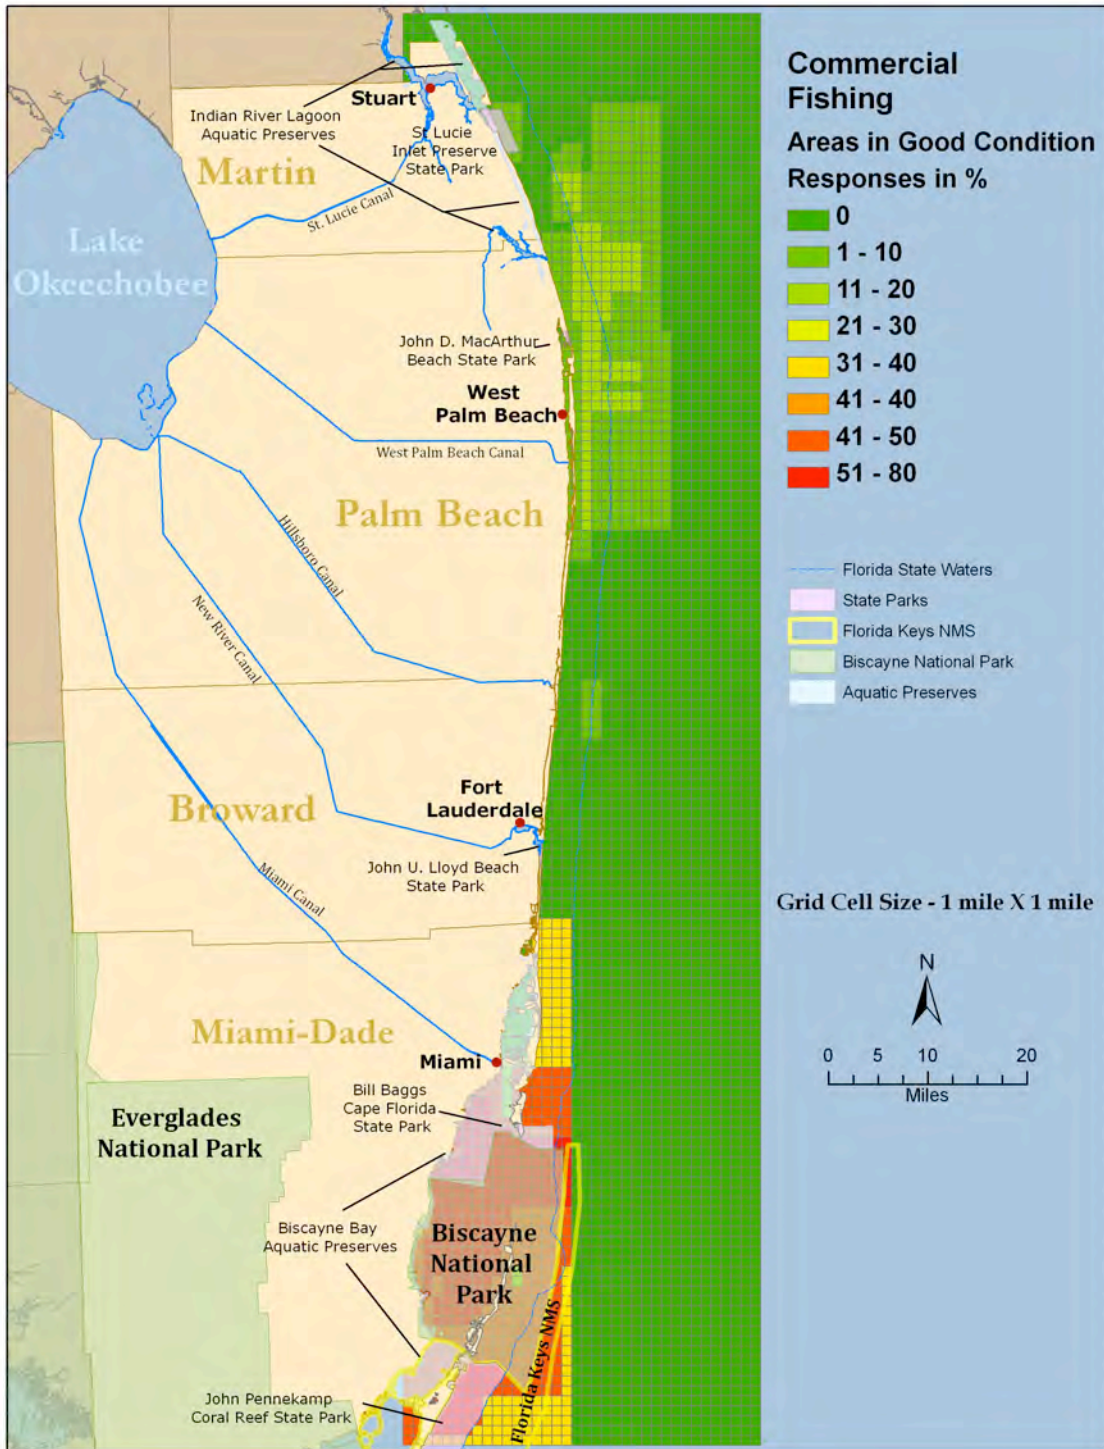 Commercial
Fishing
Areas in Good Condition
Responses in %
0
1 - 10
11 - 20
21 - 30
31 - 40
41 - 40
41 - 50
51 - 80
Florida State Waters
State Parks
Florida Keys NMS
Biscayne National Park
Aquatic Preserves
Grid Cell Size - 1 mile X 1 mile
N
0 5 10 20
Miles
Stuart
Indian River Lagoon
Aquatic Preserves
St Lucie
Inlet Preserve
State Park
Martin
St. Lucie Canal
Lake
Okeechobee
John D. MacArthur
Beach State Park
West
Palm Beach
West Palm Beach Canal
Palm Beach
Hillsboro Canal
New River Canal
Fort
Lauderdale
Broward
John U. Lloyd Beach
State Park
Miami Canal
Miami-Dade
Miami
Bill Baggs
Cape Florida
State Park
Everglades
National Park
Biscayne Bay
Aquatic Preserves
Biscayne
National
Park
Florida Keys NMS
John Pennekamp
Coral Reef State Park